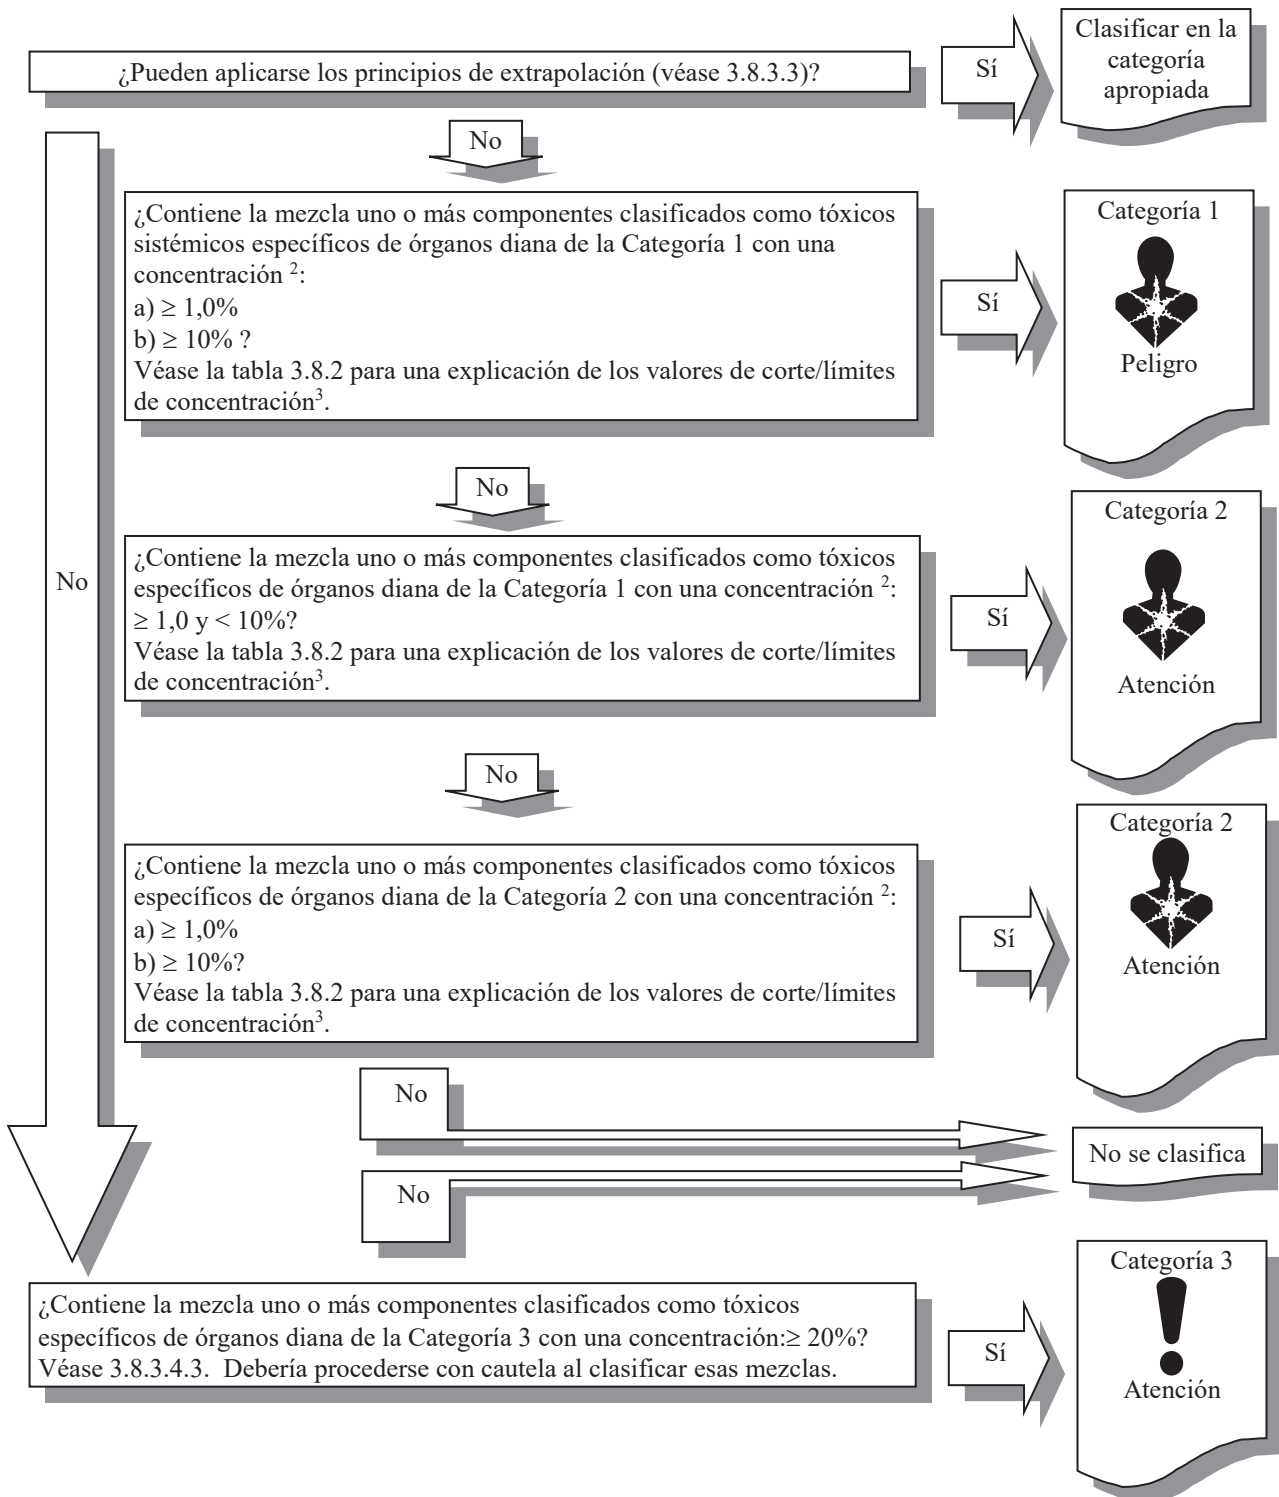 ¿Pueden aplicarse los principios de extrapolación (véase 3.8.3.3)?
Sí
Clasificar en la
categoría
apropiada
No
No
¿Contiene la mezcla uno o más componentes clasificados como tóxicos
sistémicos específicos de órganos diana de la Categoría 1 con una
concentración ²:
a) ≥ 1,0%
b) ≥ 10% ?
Véase la tabla 3.8.2 para una explicación de los valores de corte/límites
de concentración³.
Sí
Categoría 1
Peligro
No
¿Contiene la mezcla uno o más componentes clasificados como tóxicos
específicos de órganos diana de la Categoría 1 con una concentración ²:
≥ 1,0 y < 10%?
Véase la tabla 3.8.2 para una explicación de los valores de corte/límites
de concentración³.
Sí
Categoría 2
Atención
No
¿Contiene la mezcla uno o más componentes clasificados como tóxicos
específicos de órganos diana de la Categoría 2 con una concentración ²:
a) ≥ 1,0%
b) ≥ 10%?
Véase la tabla 3.8.2 para una explicación de los valores de corte/límites
de concentración³.
Sí
Categoría 2
Atención
No
No se clasifica
No
¿Contiene la mezcla uno o más componentes clasificados como tóxicos
específicos de órganos diana de la Categoría 3 con una concentración:≥ 20%?
Véase 3.8.3.4.3. Debería procederse con cautela al clasificar esas mezclas.
Sí
Categoría 3
Atención